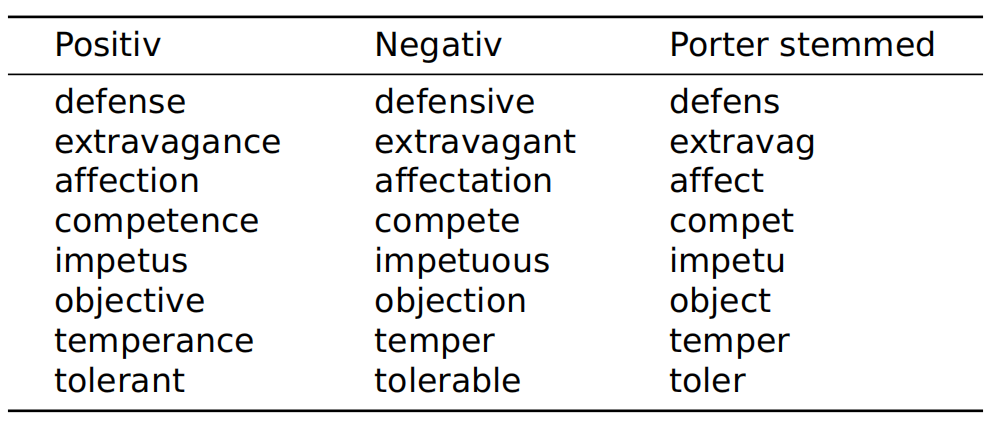 Positiv Negativ Porter stemmed
defense defensive defens
extravagance extravagant extravag
affection affectation affect
competence compete compet
impetus impetuous impetu
objective objection object
temperance temper temper
tolerant tolerable toler